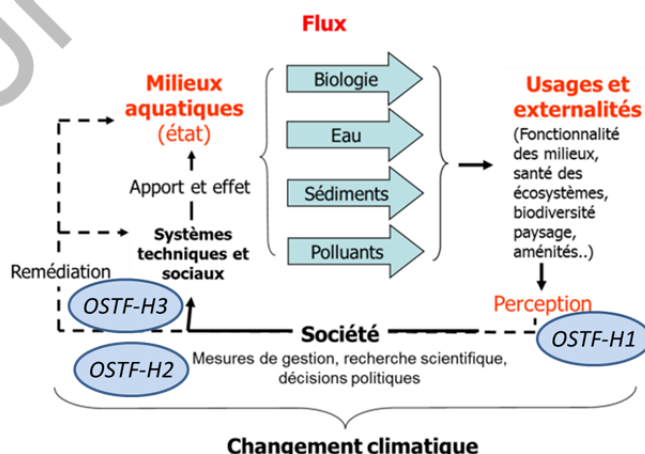 Flux
Milieux
aquatiques
(état)
Apport et effet
Systèmes
techniques et
sociaux
Remédiation
Biologie
Eau
Sédiments
Polluants
Usages et
externalités
(Fonctionnalité
des milieux,
santé des
écosystèmes,
biodiversité
paysage,
aménités..)
Perception
OSTF-H3
OSTF-H2
OSTF-H1
Société
Mesures de gestion, recherche scientifique,
décisions politiques
Changement climatique